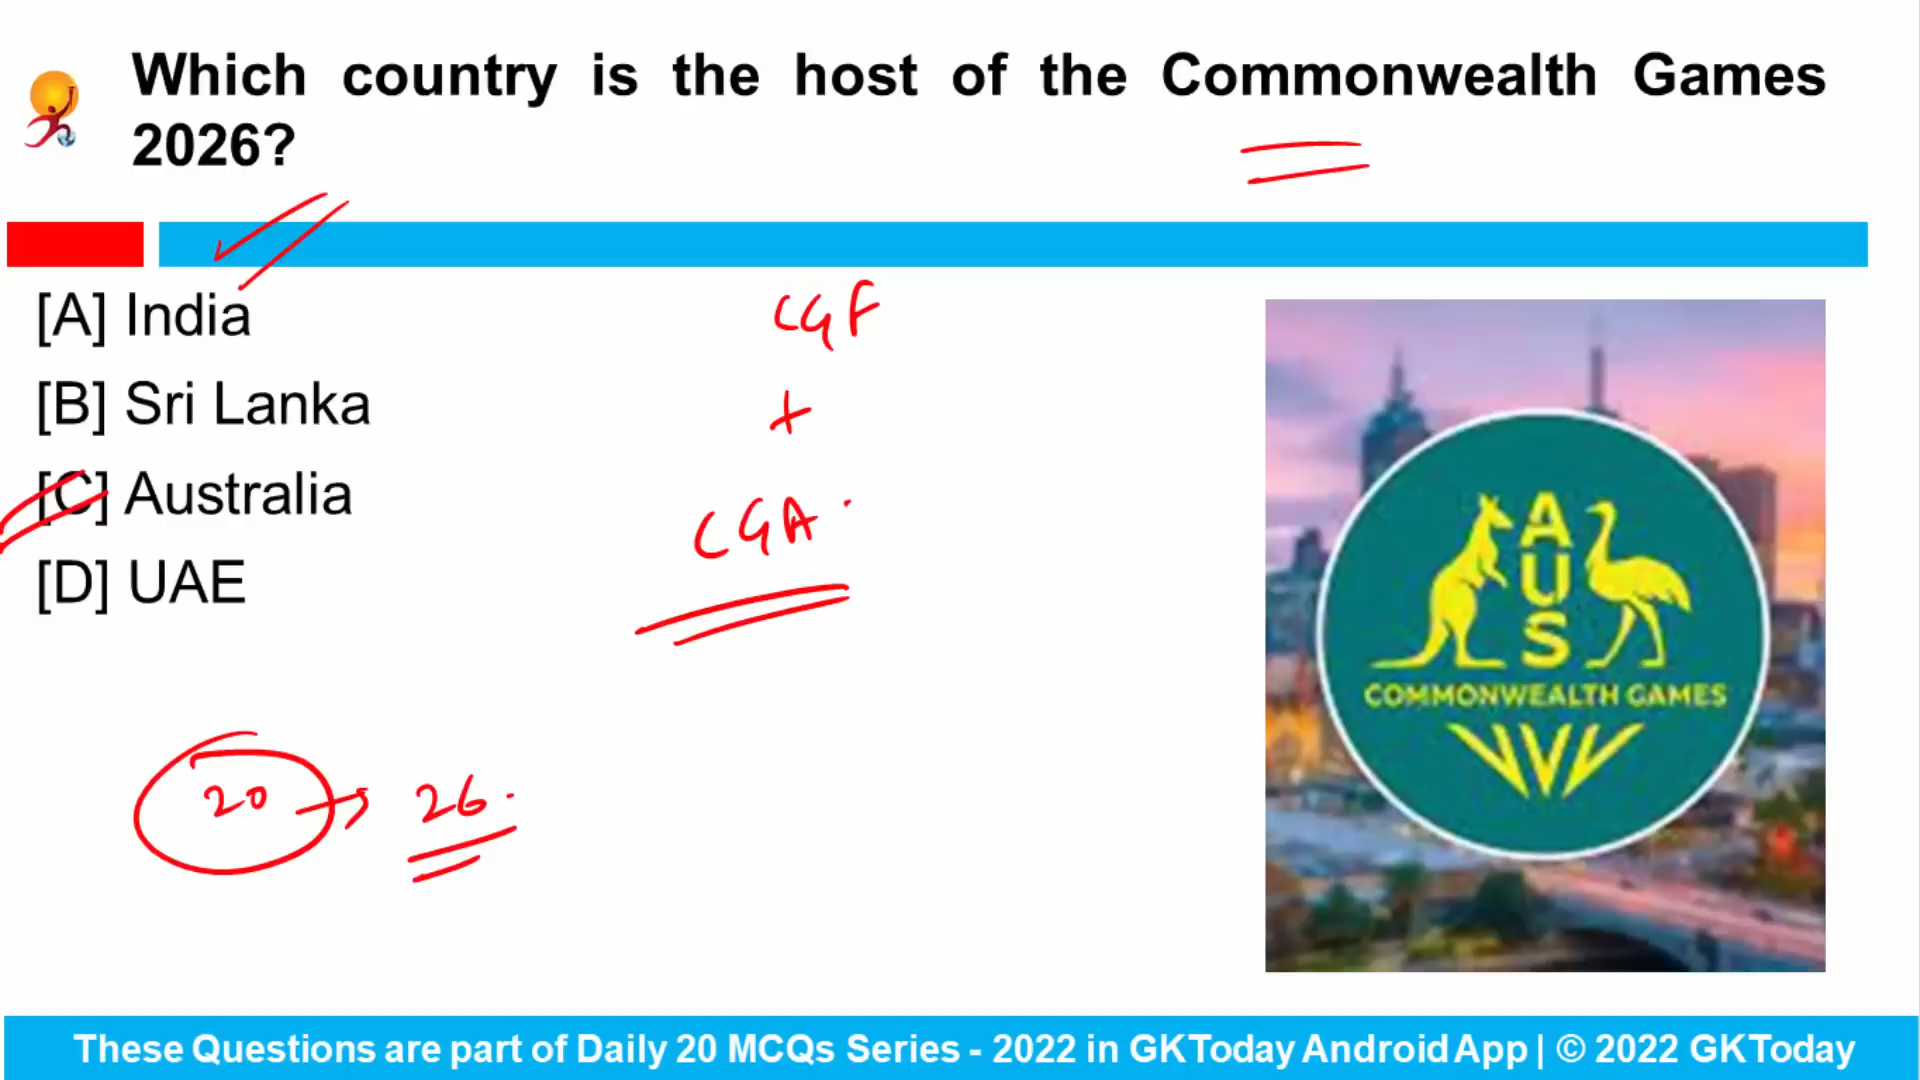 Which country is the host of the Commonwealth Games
2026?
[A] India
[B] Sri Lanka
[C] Australia
[D] UAE
CGF
+
CGA
20 → 26
AUS
COMMONWEALTH GAMES
These Questions are part of Daily 20 MCQs Series - 2022 in GKToday Android App | © 2022 GKToday